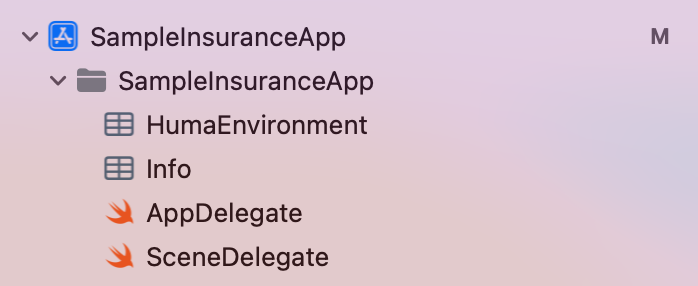 SampleInsuranceApp M
SampleInsuranceApp
HumaEnvironment
Info
AppDelegate
SceneDelegate